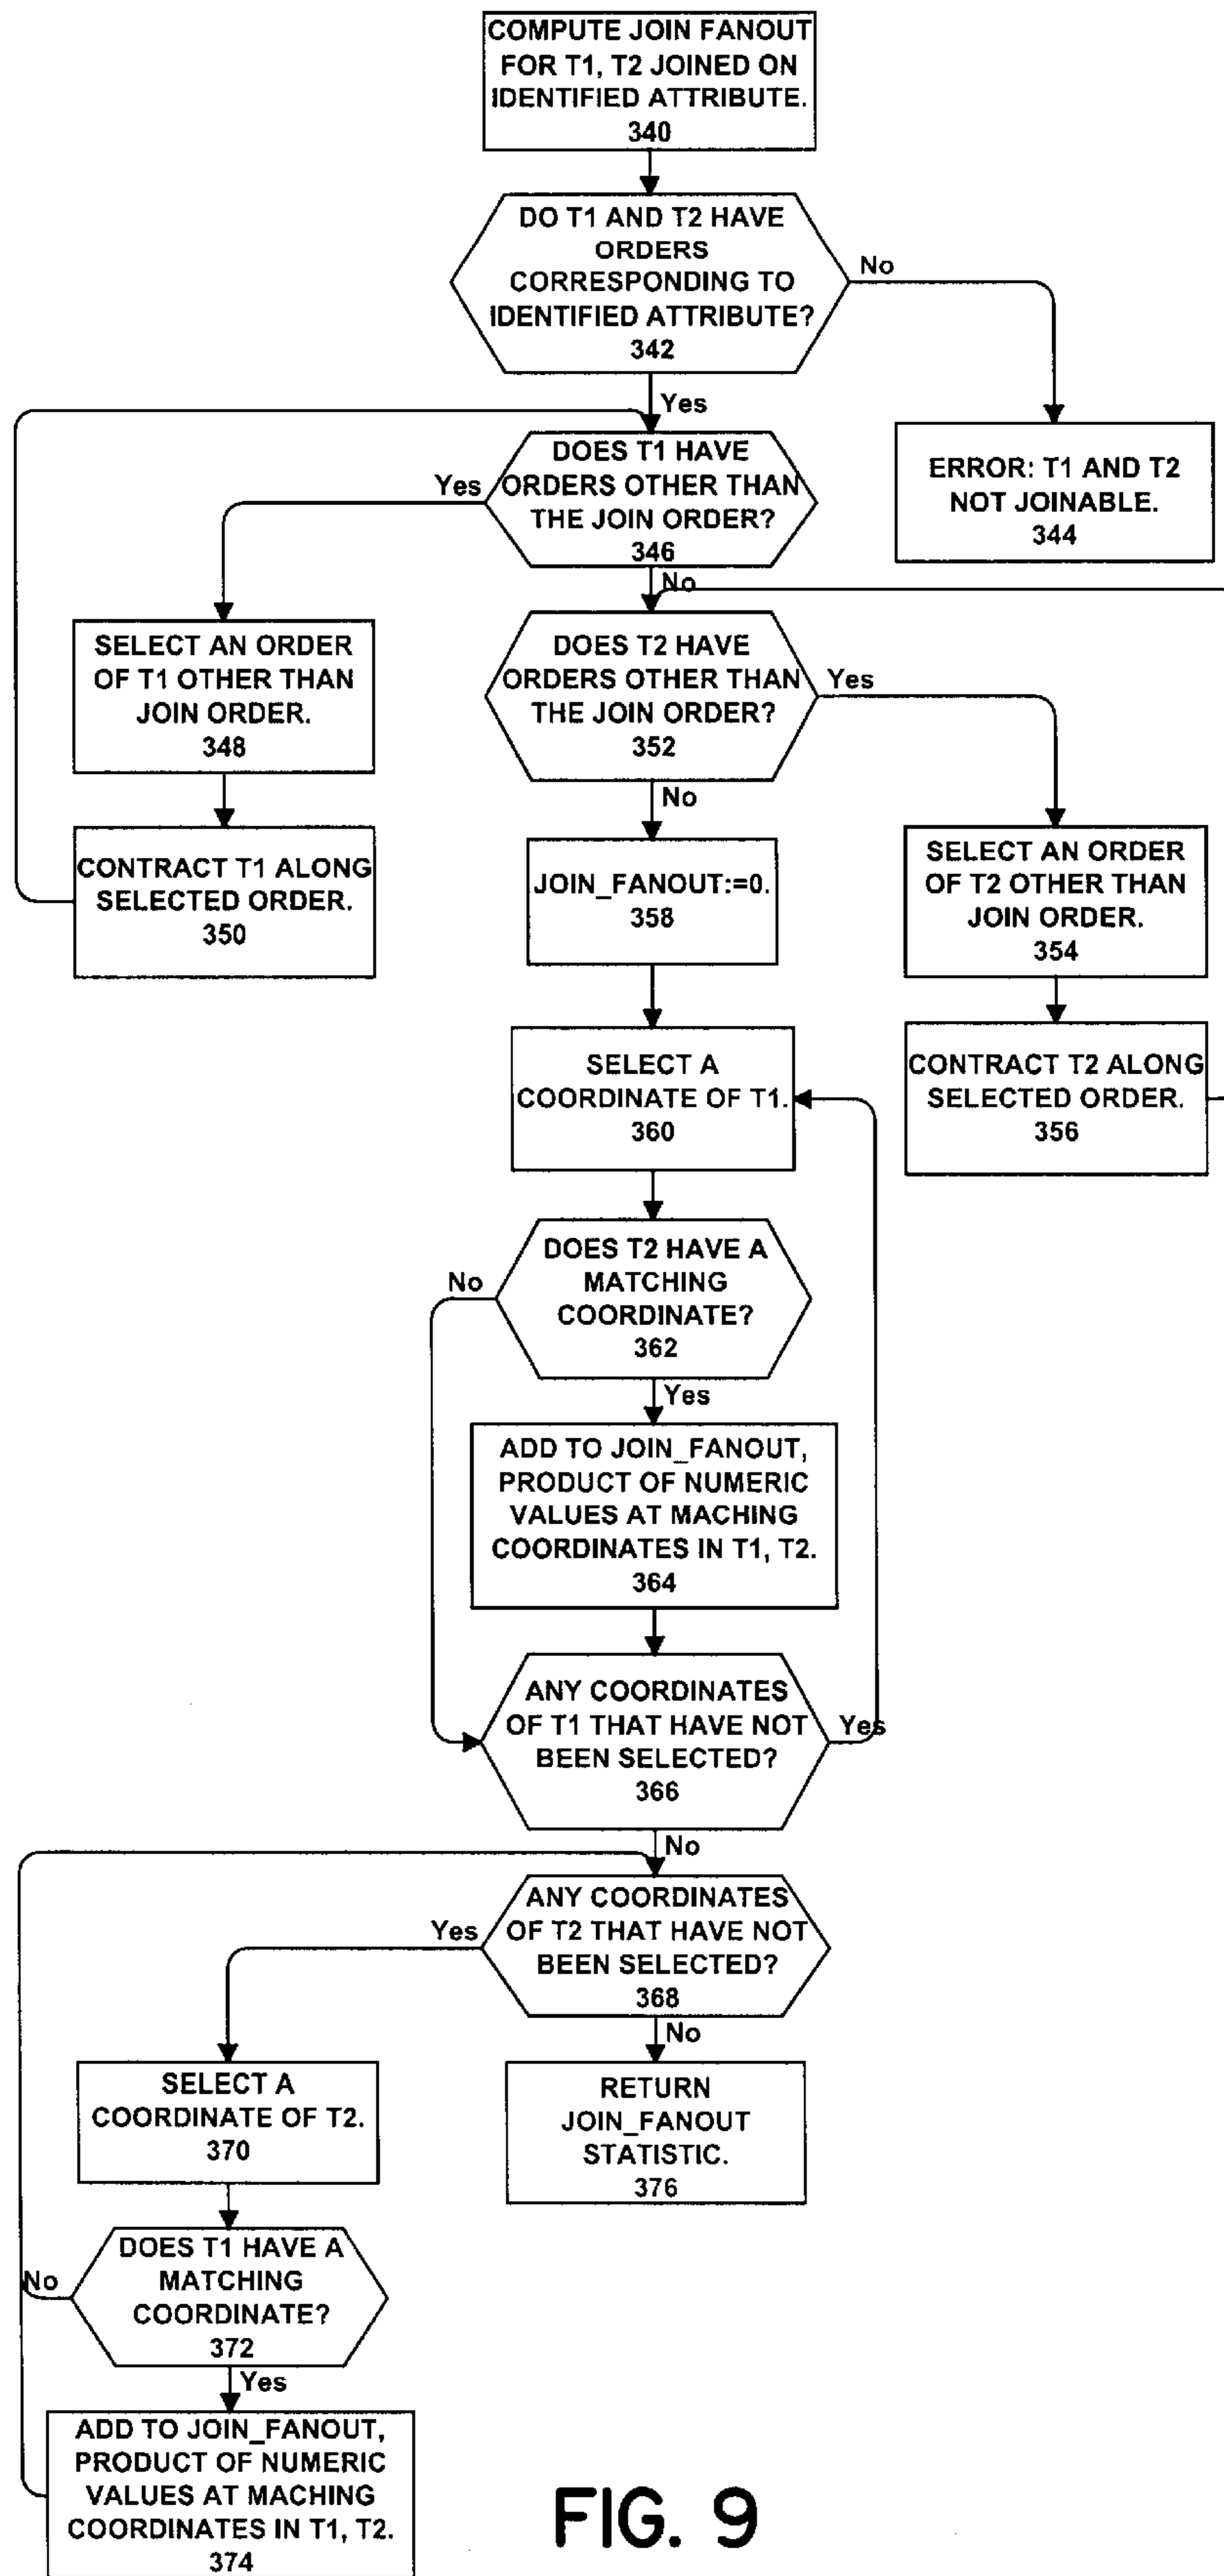 COMPUTE JOIN FANOUT
FOR T1, T2 JOINED ON
IDENTIFIED ATTRIBUTE.
340
DO T1 AND T2 HAVE
ORDERS
CORRESPONDING TO
IDENTIFIED ATTRIBUTE?
342
No
Yes
ERROR: T1 AND T2
NOT JOINABLE.
344
DOES T1 HAVE
ORDERS OTHER THAN
THE JOIN ORDER?
346
Yes
No
SELECT AN ORDER
OF T1 OTHER THAN
JOIN ORDER.
348
CONTRACT T1 ALONG
SELECTED ORDER.
350
DOES T2 HAVE
ORDERS OTHER THAN
THE JOIN ORDER?
352
Yes
No
SELECT AN ORDER
OF T2 OTHER THAN
JOIN ORDER.
354
CONTRACT T2 ALONG
SELECTED ORDER.
356
JOIN_FANOUT:=0.
358
SELECT A
COORDINATE OF T1.
360
DOES T2 HAVE A
MATCHING
COORDINATE?
362
No
Yes
ADD TO JOIN_FANOUT,
PRODUCT OF NUMERIC
VALUES AT MACHING
COORDINATES IN T1, T2.
364
ANY COORDINATES
OF T1 THAT HAVE NOT
BEEN SELECTED?
366
Yes
No
ANY COORDINATES
OF T2 THAT HAVE NOT
BEEN SELECTED?
368
Yes
No
SELECT A
COORDINATE OF T2.
370
RETURN
JOIN_FANOUT
STATISTIC.
376
DOES T1 HAVE A
MATCHING
COORDINATE?
372
No
Yes
ADD TO JOIN_FANOUT,
PRODUCT OF NUMERIC
VALUES AT MACHING
COORDINATES IN T1, T2.
374
FIG. 9